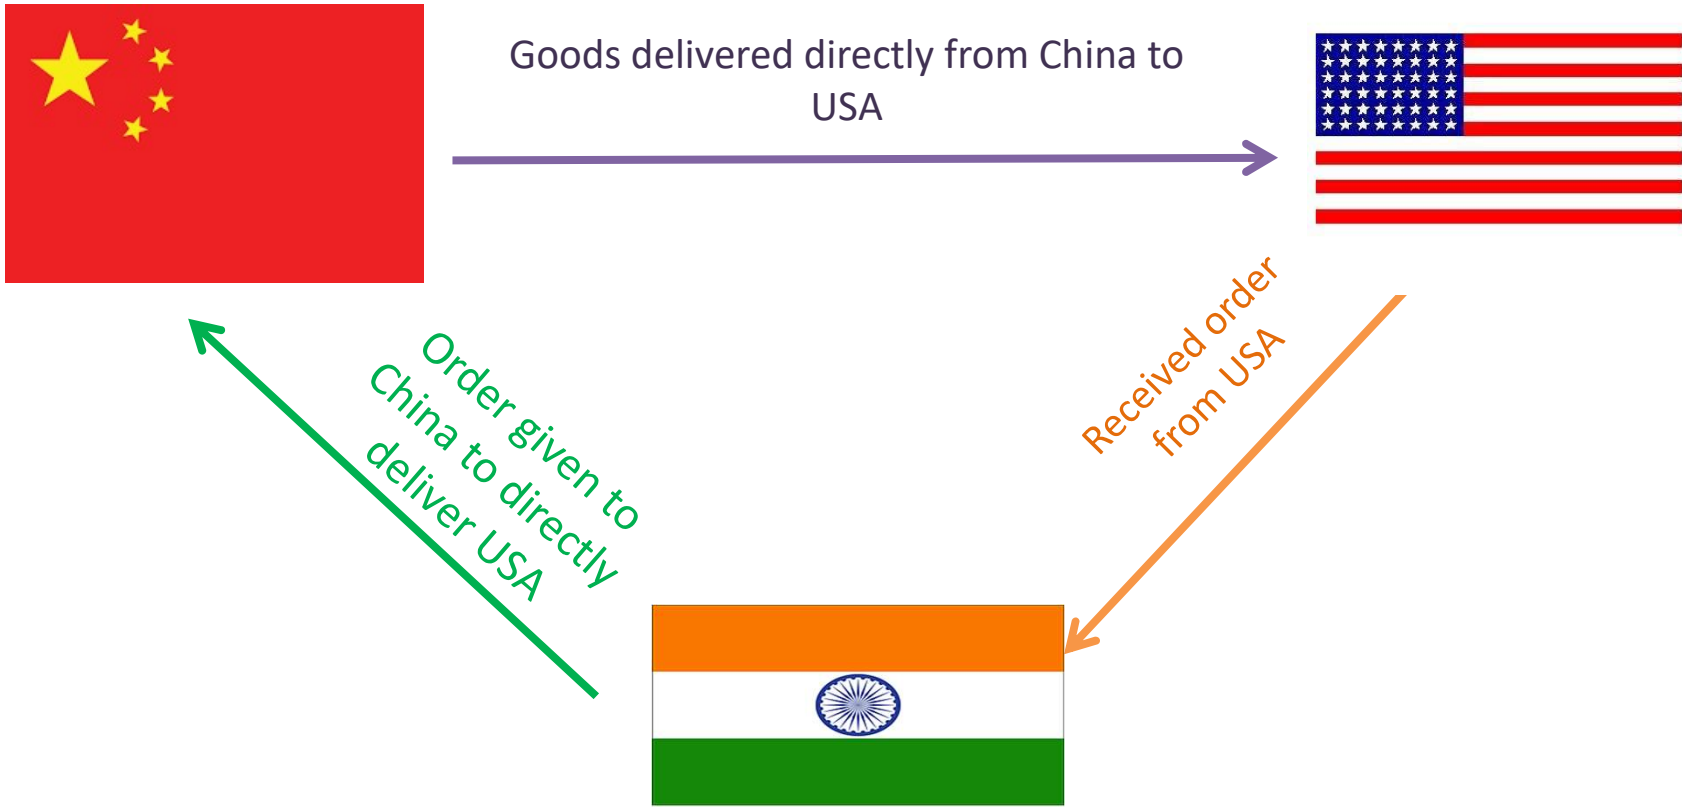 Goods delivered directly from China to
USA
Order given to
China to directly
deliver USA
Received order
from USA